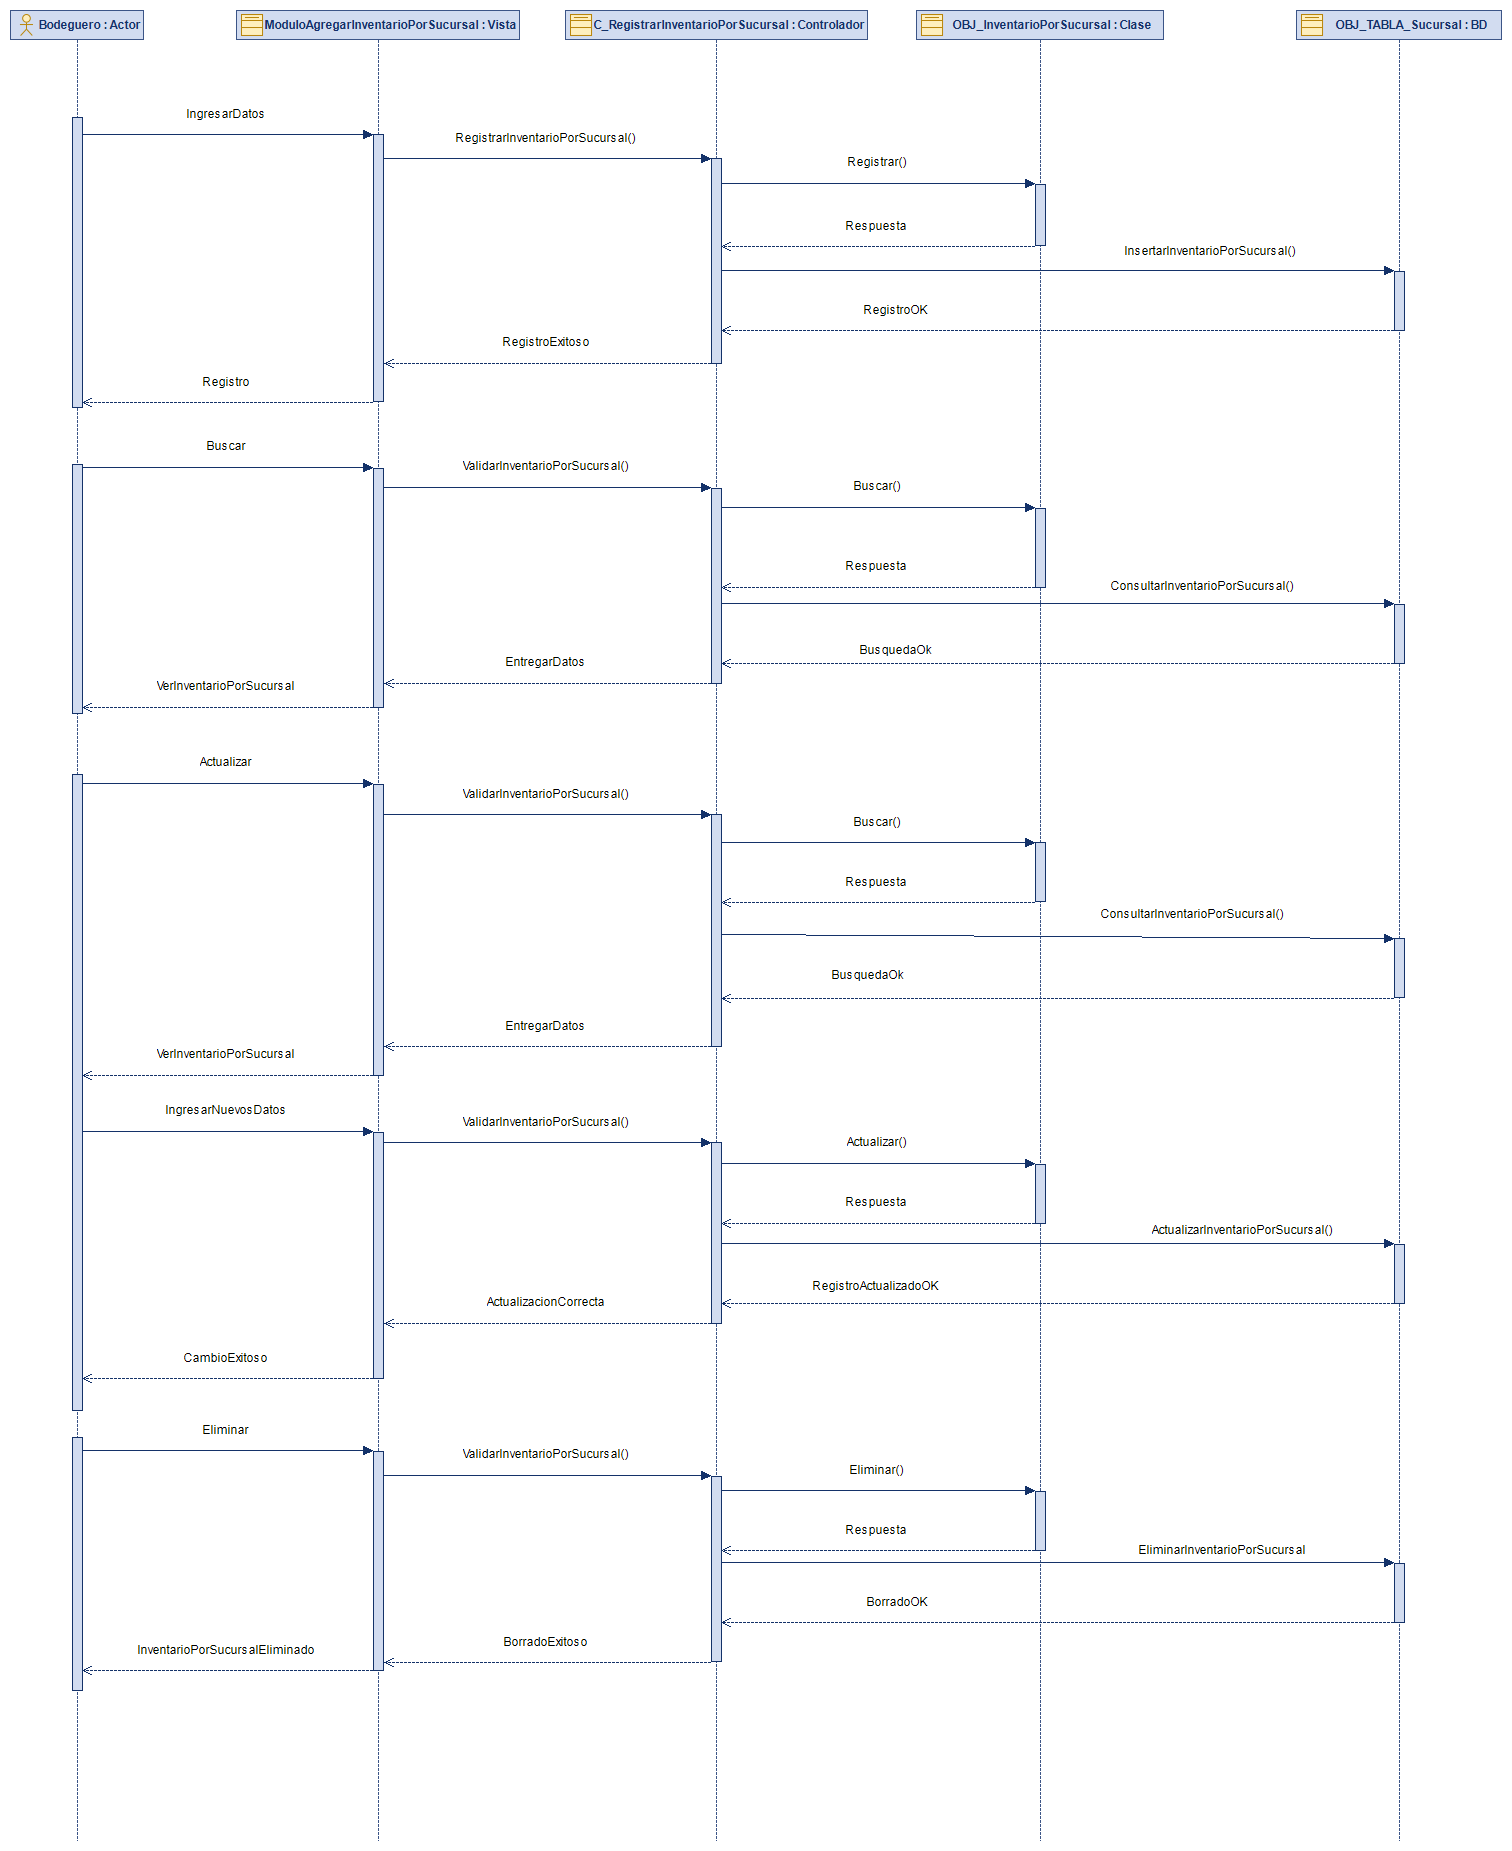 Bodeguero : Actor
ModuloAgregarInventarioPorSucursal : Vista
C_RegistrarInventarioPorSucursal : Controlador
OBJ_InventarioPorSucursal : Clase
OBJ_TABLA_Sucursal : BD
IngresarDatos
RegistrarInventarioPorSucursal()
Registrar()
Respuesta
InsertarInventarioPorSucursal()
RegistroOK
RegistroExitoso
Registro
Buscar
ValidarInventarioPorSucursal()
Buscar()
Respuesta
ConsultarInventarioPorSucursal()
BusquedaOk
EntregarDatos
VerInventarioPorSucursal
Actualizar
ValidarInventarioPorSucursal()
Buscar()
Respuesta
ConsultarInventarioPorSucursal()
BusquedaOk
EntregarDatos
VerInventarioPorSucursal
IngresarNuevosDatos
ValidarInventarioPorSucursal()
Actualizar()
Respuesta
ActualizarInventarioPorSucursal()
RegistroActualizadoOK
ActualizacionCorrecta
CambioExitoso
Eliminar
ValidarInventarioPorSucursal()
Eliminar()
Respuesta
EliminarInventarioPorSucursal
BorradoOK
BorradoExitoso
InventarioPorSucursalEliminado